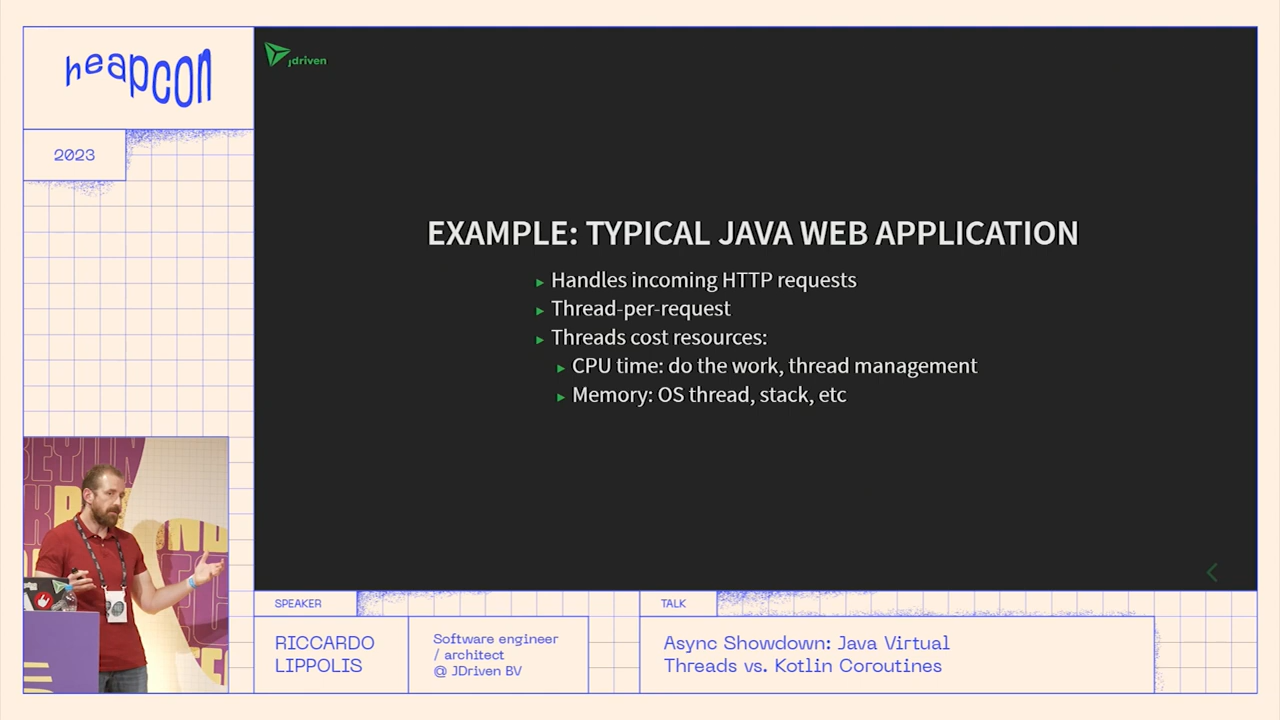 heapcon
2023
jdriven
EXAMPLE: TYPICAL JAVA WEB APPLICATION
Handles incoming HTTP requests
Thread-per-request
Threads cost resources:
CPU time: do the work, thread management
Memory: OS thread, stack, etc
SPEAKER
RICCARDO
LIPPOLIS
Software engineer
/ architect
@ JDriven BV
TALK
Async Showdown: Java Virtual
Threads vs. Kotlin Coroutines